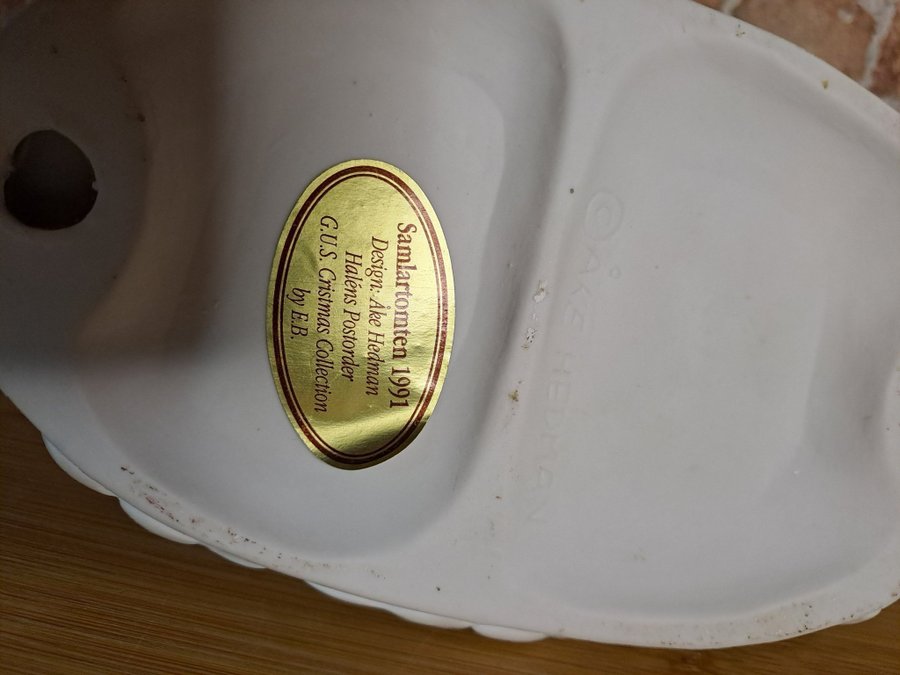 Samlartomten 1991
Design: Åke Hedman
Haléns Postorder
G.U.S. Cristmas Collection
by E.B.
© ÅKE HEDMAN